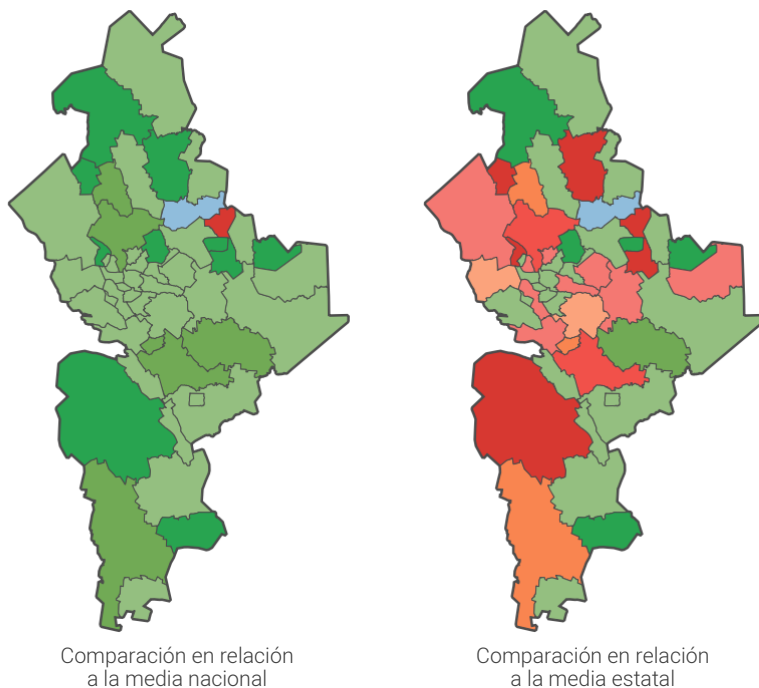 Comparación en relación
a la media nacional
Comparación en relación
a la media estatal